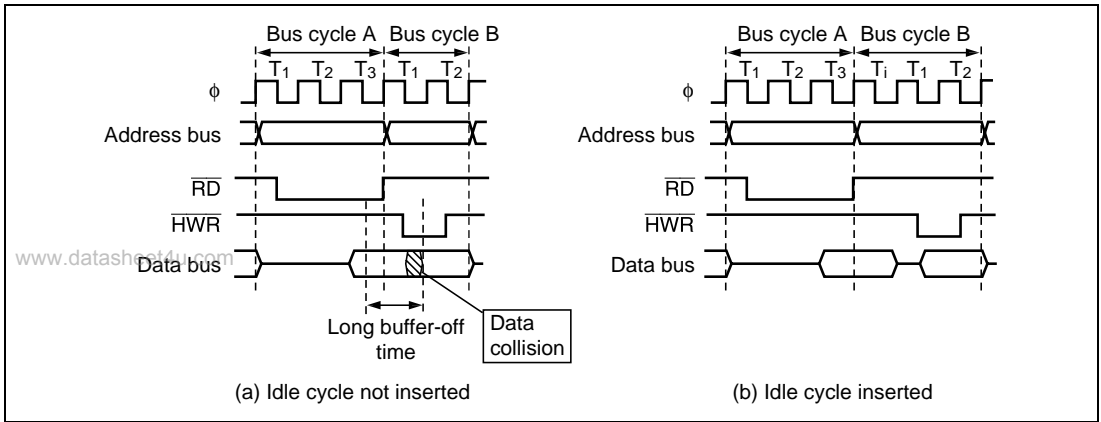 Bus cycle A Bus cycle B
T1 T2 T3 T1 T2
ϕ
Address bus
RD
HWR
Data bus
Long buffer-off
time
Data
collision
(a) Idle cycle not inserted
Bus cycle A Bus cycle B
T1 T2 T3 Ti T1 T2
ϕ
Address bus
RD
HWR
Data bus
(b) Idle cycle inserted
www.datasheet4u.com